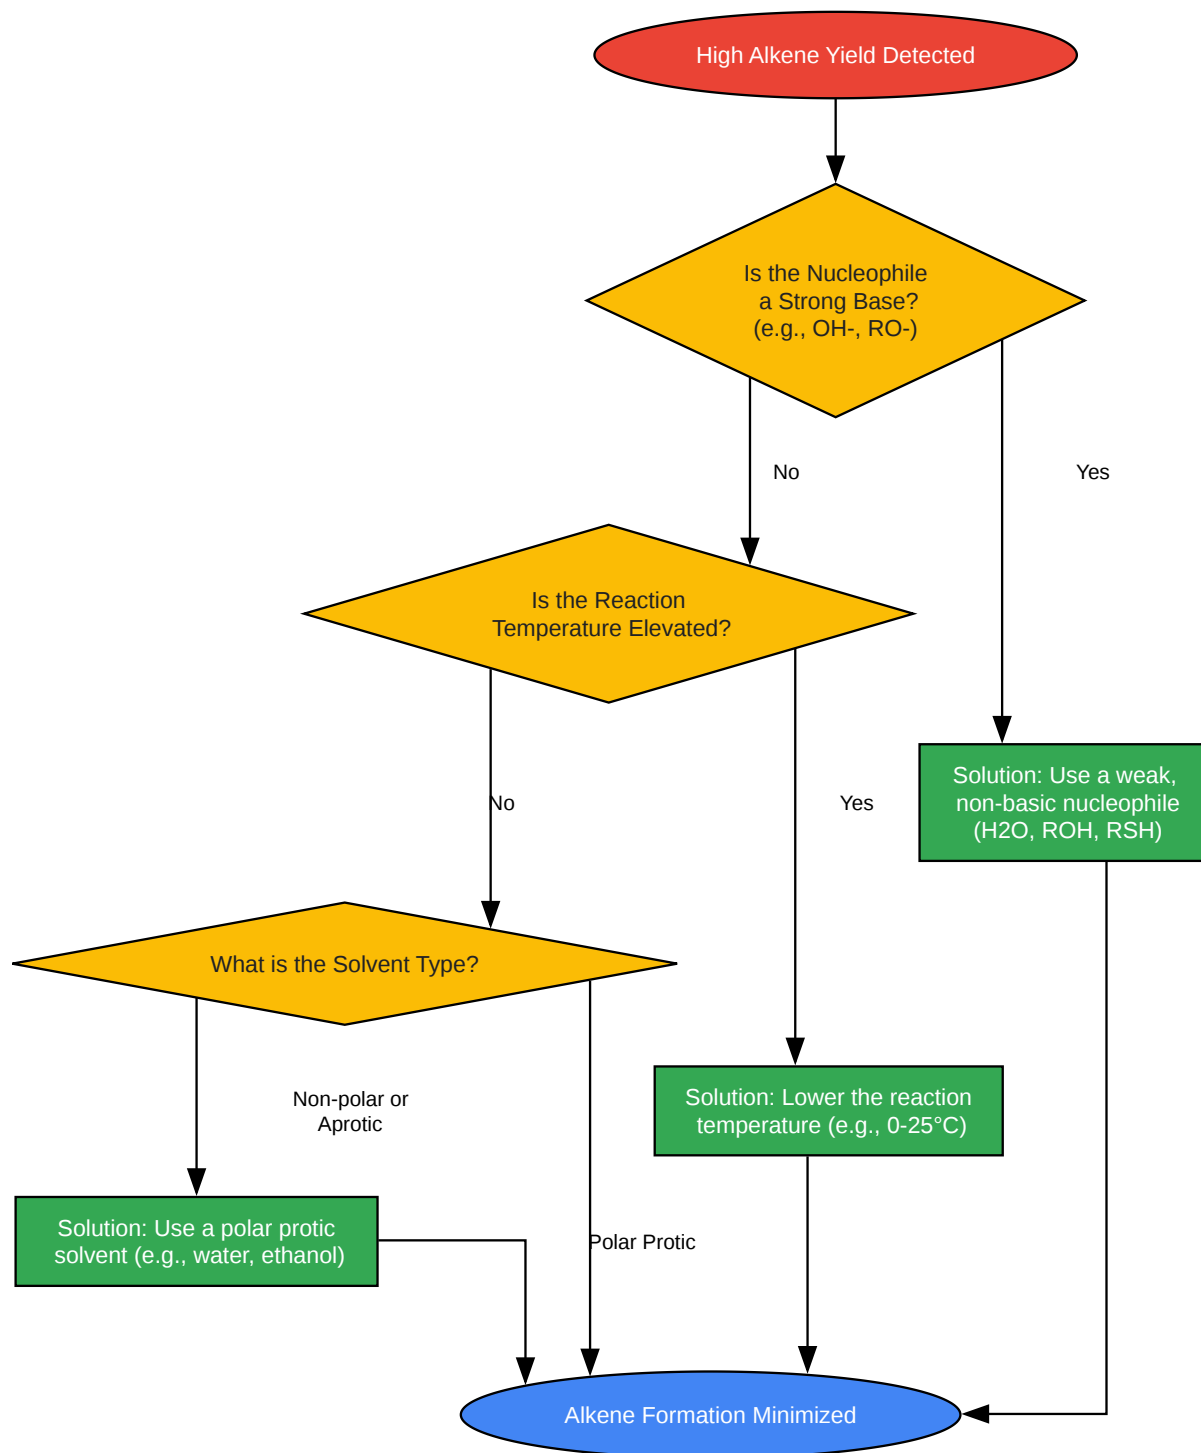 High Alkene Yield Detected
Is the Nucleophile
a Strong Base?
(e.g., OH-, RO-)
No
Yes
Is the Reaction
Temperature Elevated?
Solution: Use a weak,
non-basic nucleophile
(H2O, ROH, RSH)
No
Yes
What is the Solvent Type?
Non-polar or
Aprotic
Solution: Lower the reaction
temperature (e.g., 0-25°C)
Solution: Use a polar protic
solvent (e.g., water, ethanol)
Polar Protic
Alkene Formation Minimized